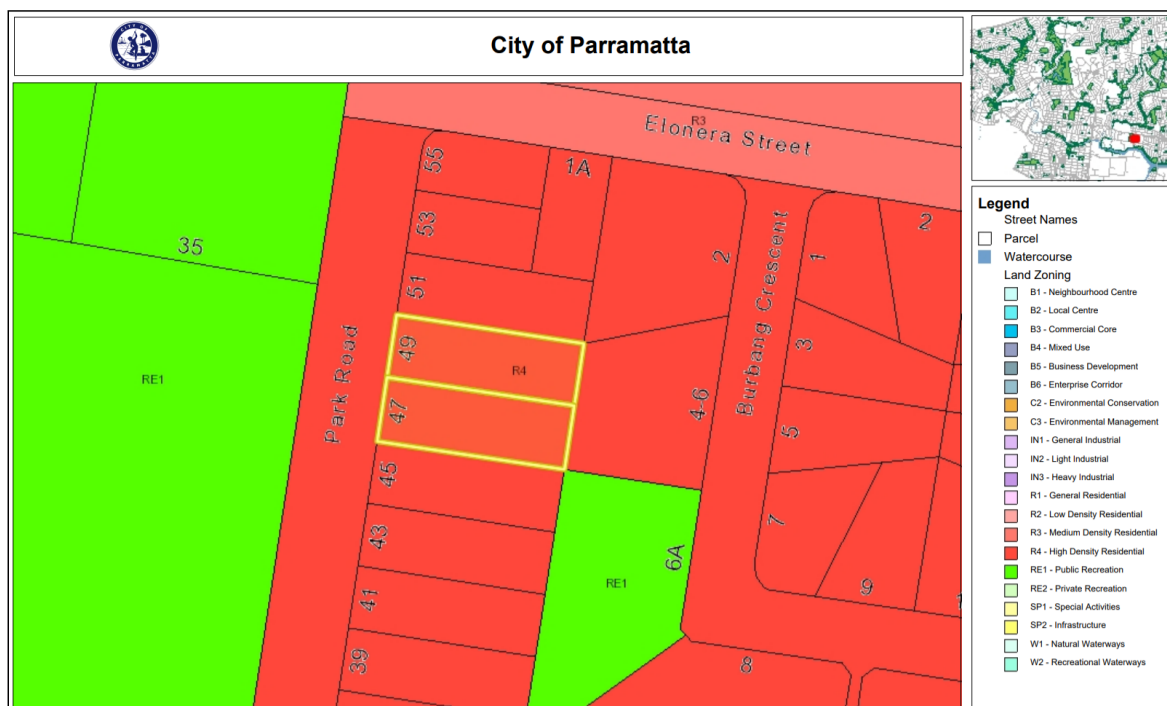 City of Parramatta
CITY OF
PARRAMATTA
R3
Elonera Street
55
1A
2
53
35
2
1
51
Burbang Crescent
49
3
Park Road
R4
RE1
47
4-6
5
45
7
43
6A
RE1
41
9
39
8
Legend
Street Names
Parcel
Watercourse
Land Zoning
B1 - Neighbourhood Centre
B2 - Local Centre
B3 - Commercial Core
B4 - Mixed Use
B5 - Business Development
B6 - Enterprise Corridor
C2 - Environmental Conservation
C3 - Environmental Management
IN1 - General Industrial
IN2 - Light Industrial
IN3 - Heavy Industrial
R1 - General Residential
R2 - Low Density Residential
R3 - Medium Density Residential
R4 - High Density Residential
RE1 - Public Recreation
RE2 - Private Recreation
SP1 - Special Activities
SP2 - Infrastructure
W1 - Natural Waterways
W2 - Recreational Waterways